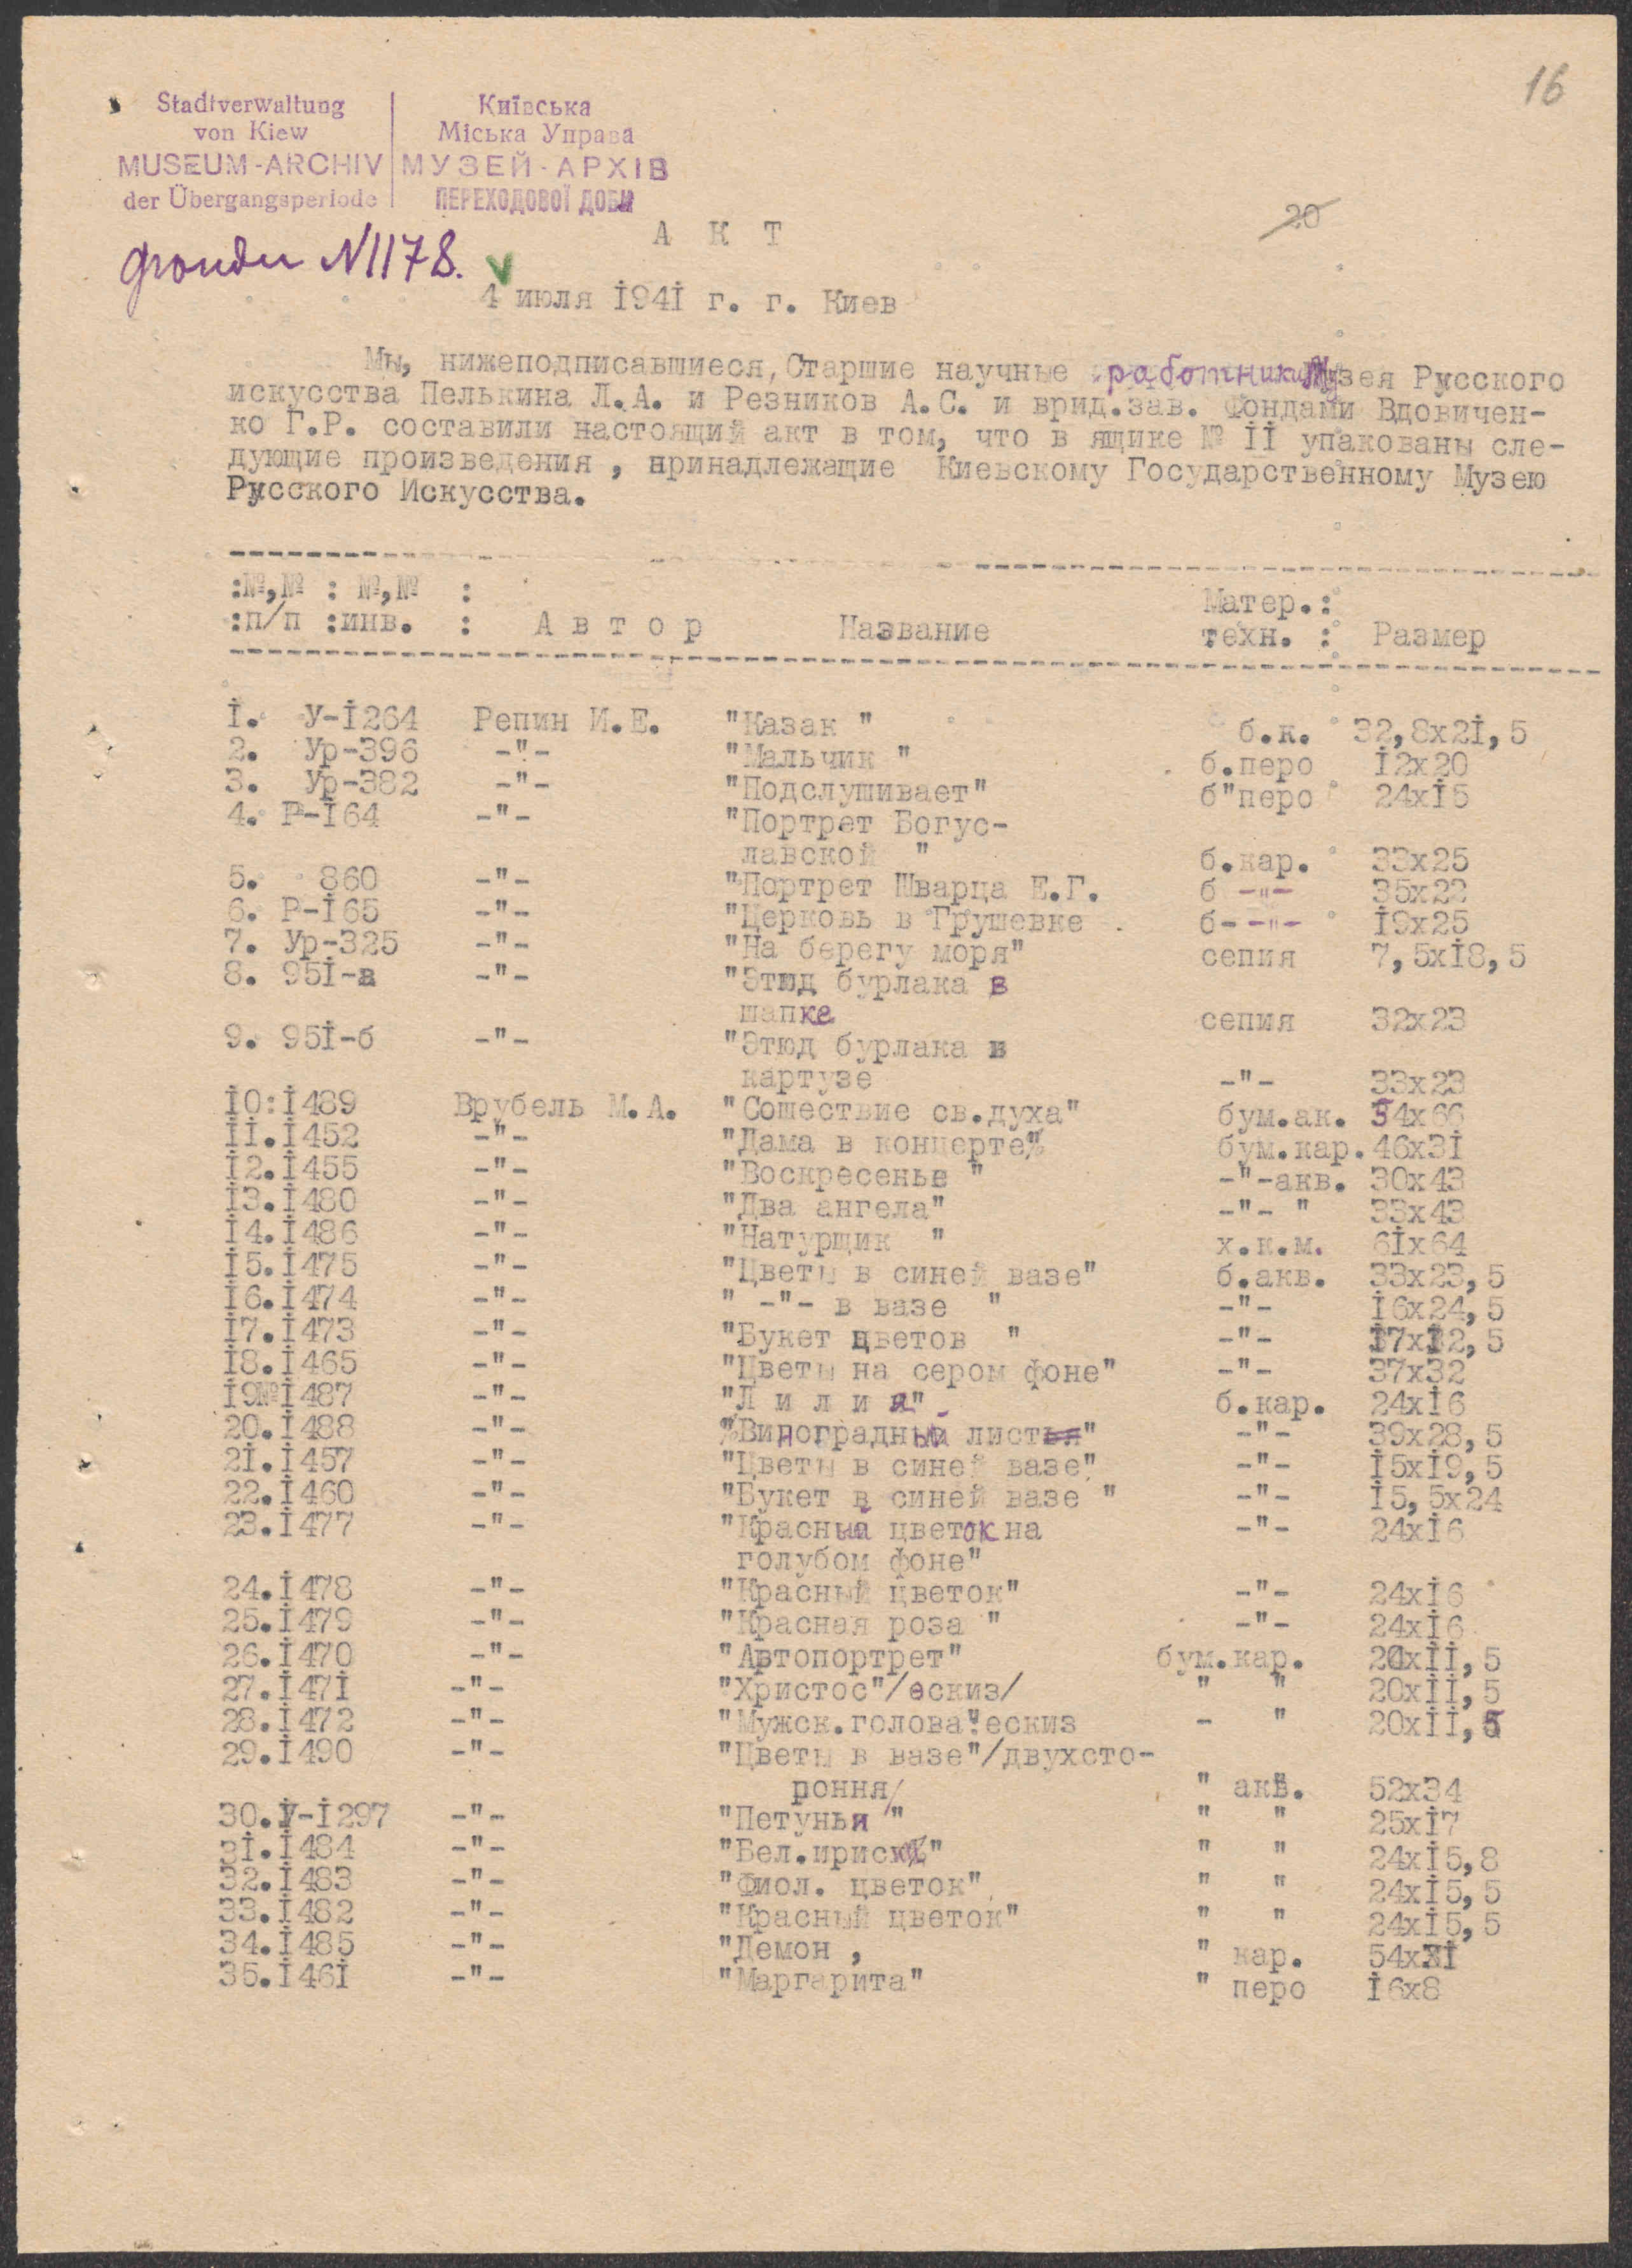 16
Stadtverwaltung
von Kiew
MUSEUM-ARCHIV
der Übergangsperiode
Київська
Міська Управа
МУЗЕЙ-АРХІВ
ПЕРЕХОДОВОЇ ДОБИ
20
фонди №1178.
А К Т
4 июля 1941 г. г. Киев
Мы, нижеподписавшиеся, Старшие научные работники Музея Русского
искусства Пелькина Л.А. и Резников А.С. и врид.зав. Фондами Вдовичен-
ко Г.Р. составили настоящий акт в том, что в ящике № 11 упакованы сле-
дующие произведения , принадлежащие Киевскому Государственному Музею
Русского Искусства.
:№,№ : №,№ : Матер.:
:п/п :инв. : А в т о р Название техн. : Размер
1. У-1264 Репин И.Е. "Казак " б.к. 32,8х21,5
2. Ур-396 -"- "Мальчик " б.перо 12х20
3. Ур-382 -"- "Подслушивает" б"перо 24х15
4. Р-164 -"- "Портрет Богус-
лавской " б.кар. 33х25
5. 860 -"- "Портрет Шварца Е.Г. б -"- 35х22
6. Р-165 -"- "Церковь в Грушевке б--"- 19х25
7. Ур-325 -"- "На берегу моря" сепия 7,5х18,5
8. 951-а -"- "Этюд бурлака в
шапке сепия 32х23
9. 951-б -"- "Этюд бурлака в
картузе -"- 33х23
10:1489 Врубель М.А. "Сошествие св.духа" бум.ак. 54х66
11.1452 -"- "Дама в концерте" бум.кар.46х31
12.1455 -"- "Воскресенье " -"-акв. 30х43
13.1480 -"- "Два ангела" -"- " 33х43
14.1486 -"- "Натурщик " х.к.м. 61х64
15.1475 -"- "Цветы в синей вазе" б.акв. 33х23,5
16.1474 -"- " -"- в вазе " -"- 16х24,5
17.1473 -"- "Букет цветов " -"- 17х12,5
18.1465 -"- "Цветы на сером фоне" -"- 37х32
19№1487 -"- "Л и л и я" б.кар. 24х16
20.1488 -"- "Виноградный лист" -"- 39х28,5
21.1457 -"- "Цветы в синей вазе" -"- 15х19,5
22.1460 -"- "Букет в синей вазе " -"- 15,5х24
23.1477 -"- "Красный цветок на -"- 24х16
голубом фоне"
24.1478 -"- "Красный цветок" -"- 24х16
25.1479 -"- "Красная роза " -"- 24х16
26.1470 -"- "Автопортрет" бум.кар. 20х11,5
27.1471 -"- "Христос"/эскиз/ " " 20х11,5
28.1472 -"- "Мужск.голова"ескиз - " 20х11,5
29.1490 -"- "Цветы в вазе"/двухсто-
рония/ " акв. 52х34
30.У-1297 -"- "Петунья " " " 25х17
31.1484 -"- "Бел.ирис" " " 24х15,8
32.1483 -"- "Фиол. цветок" " " 24х15,5
33.1482 -"- "Красный цветок" " " 24х15,5
34.1485 -"- "Демон , " кар. 54х
35.1461 -"- "Маргарита" " перо 16х8